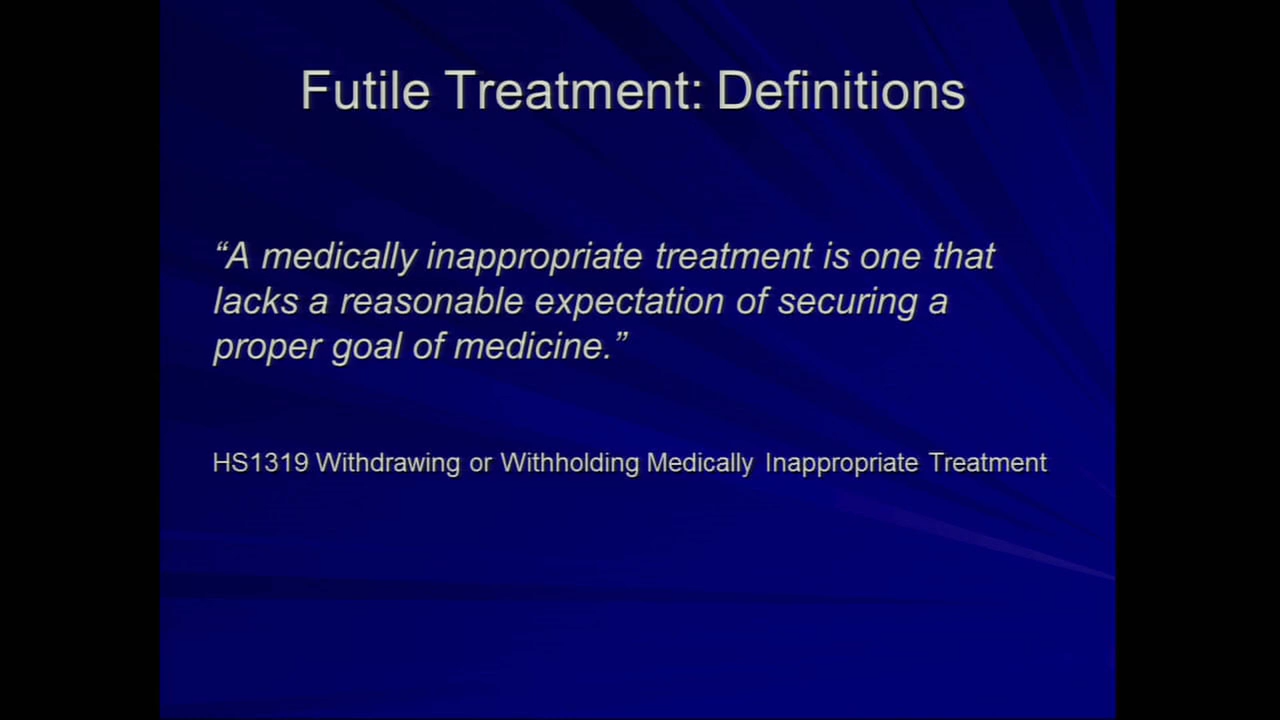 Futile Treatment: Definitions
“A medically inappropriate treatment is one that
lacks a reasonable expectation of securing a
proper goal of medicine.”
HS1319 Withdrawing or Withholding Medically Inappropriate Treatment